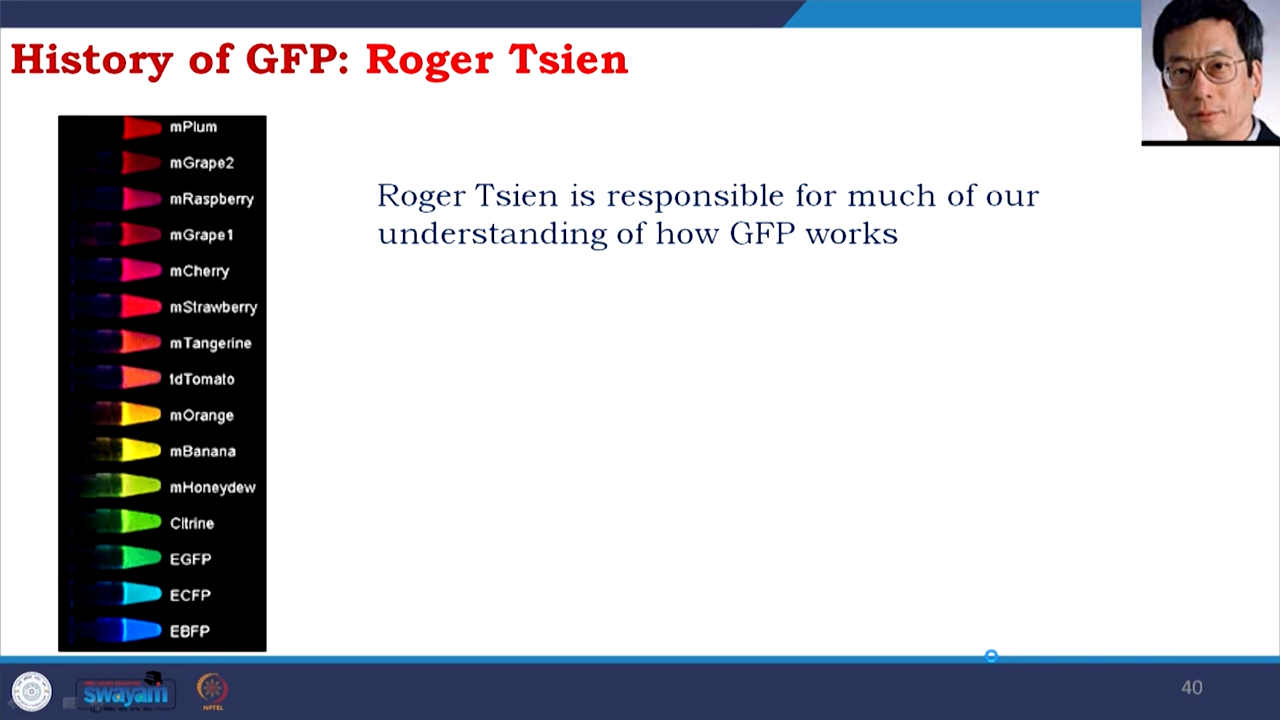 History of GFP: Roger Tsien
mPlum
mGrape2
mRaspberry
mGrape1
mCherry
mStrawberry
mTangerine
tdTomato
mOrange
mBanana
mHoneydew
Citrine
EGFP
ECFP
EBFP
Roger Tsien is responsible for much of our
understanding of how GFP works
swayam
NPTEL
40